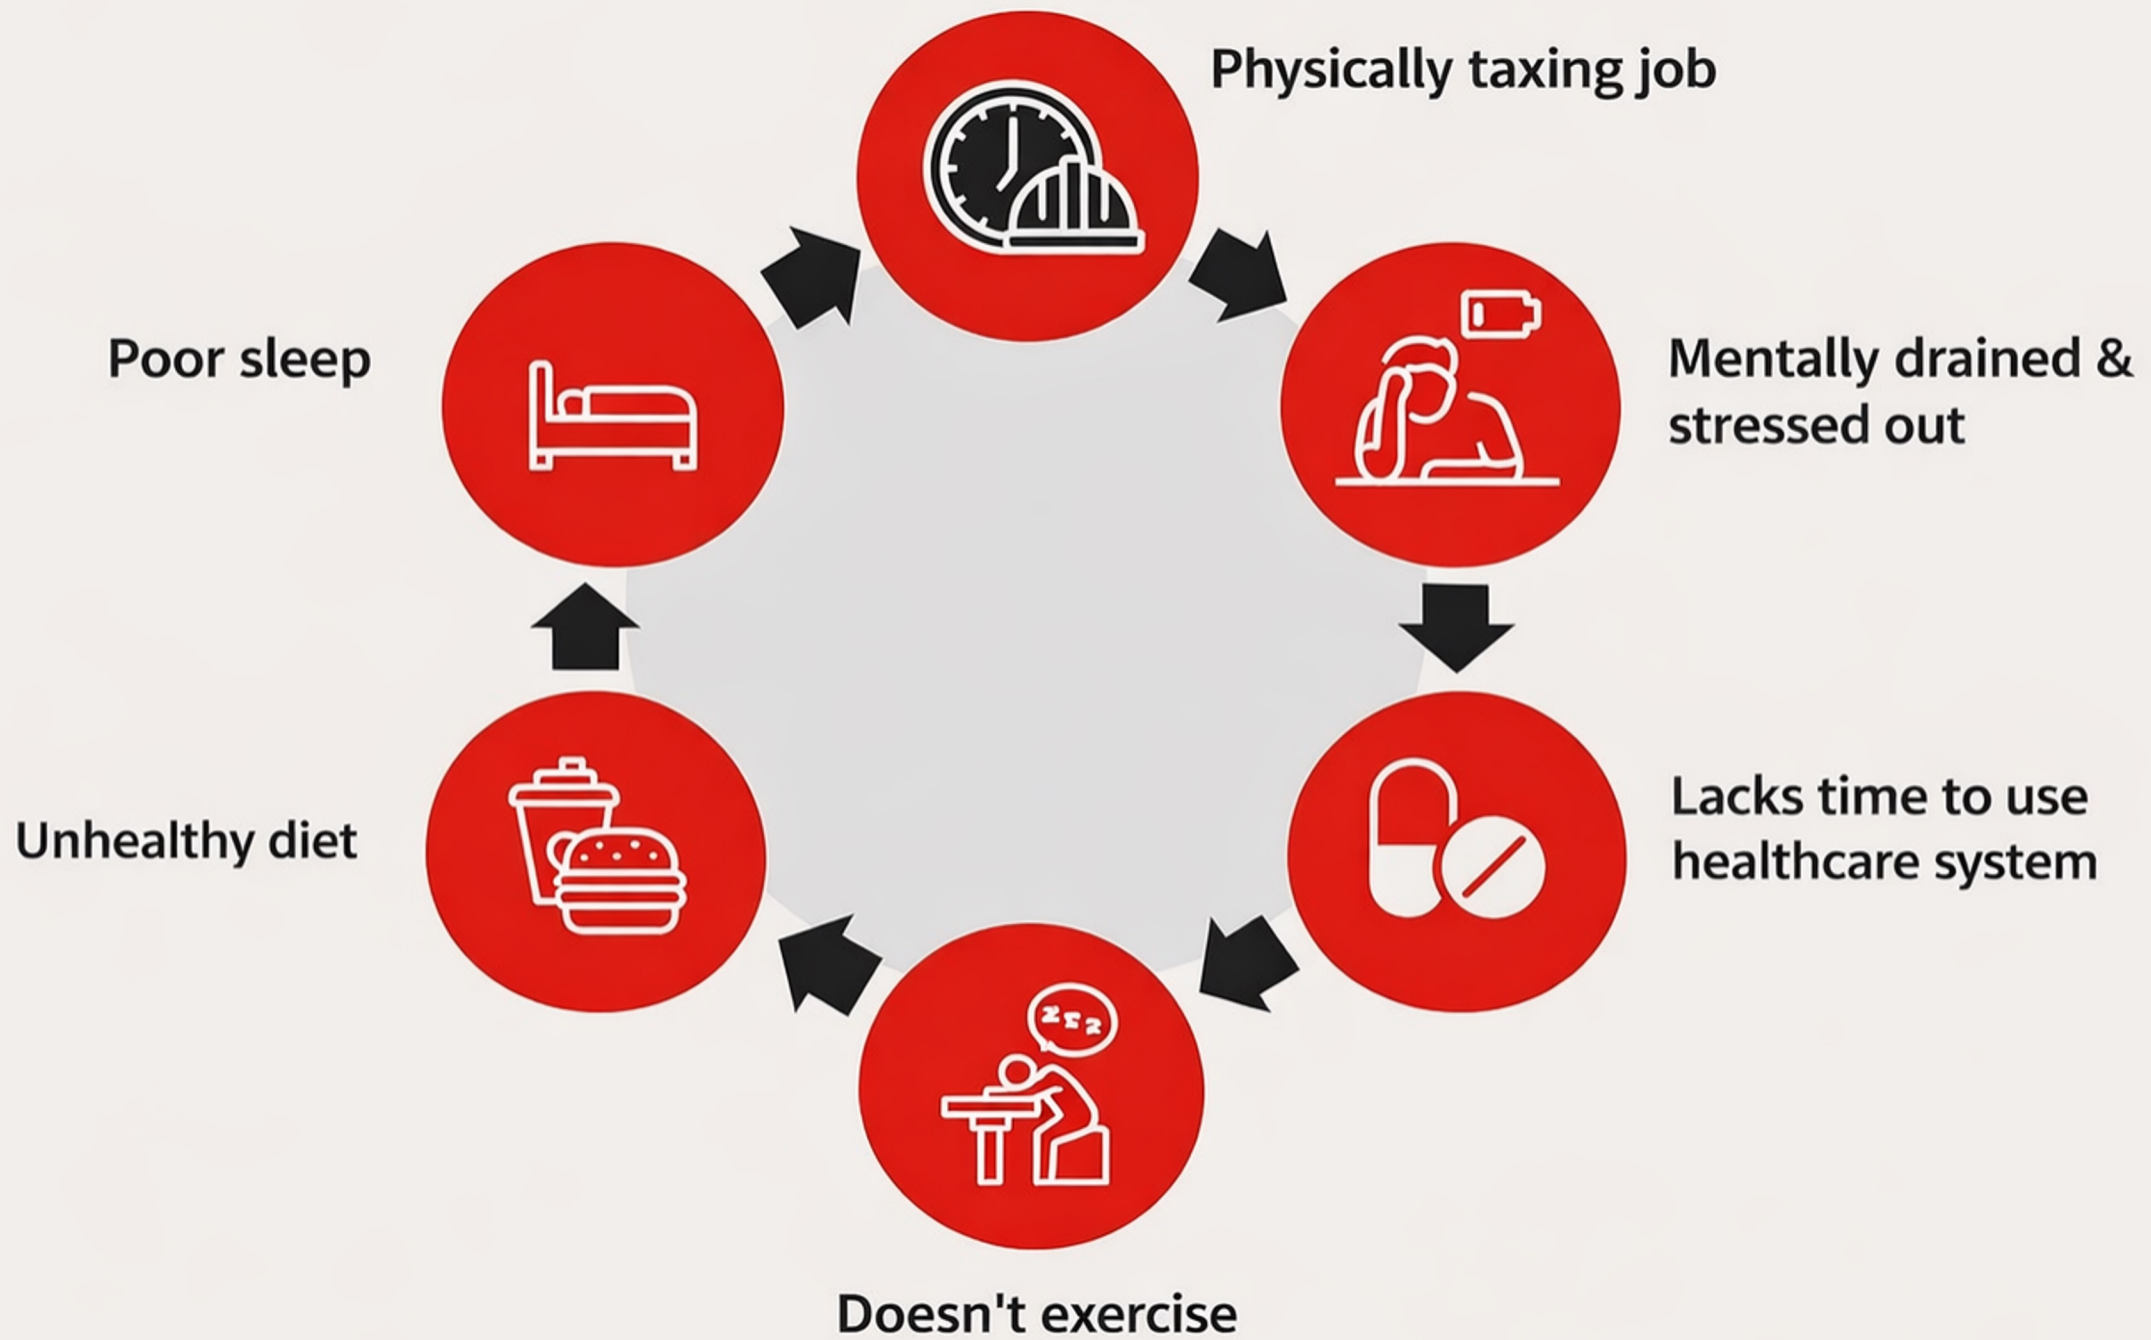 Physically taxing job
Mentally drained &
stressed out
Lacks time to use
healthcare system
Doesn't exercise
Unhealthy diet
Poor sleep